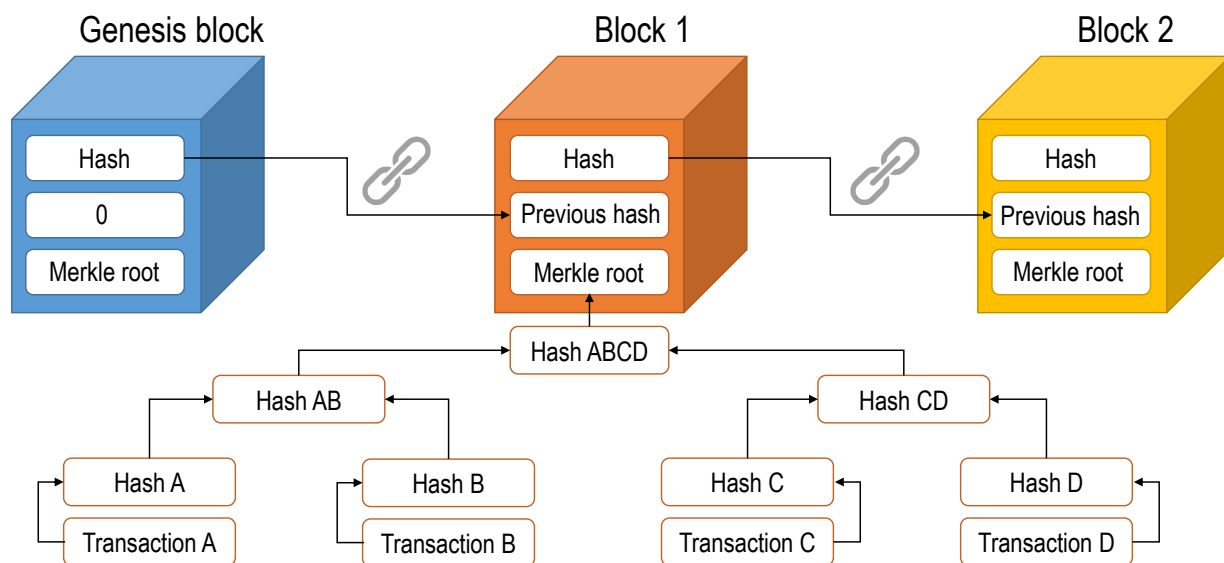 Genesis block
Block 1
Block 2
Hash
Hash
Hash
0
Previous hash
Previous hash
Merkle root
Merkle root
Merkle root
Hash ABCD
Hash AB
Hash CD
Hash A
Hash B
Hash C
Hash D
Transaction A
Transaction B
Transaction C
Transaction D